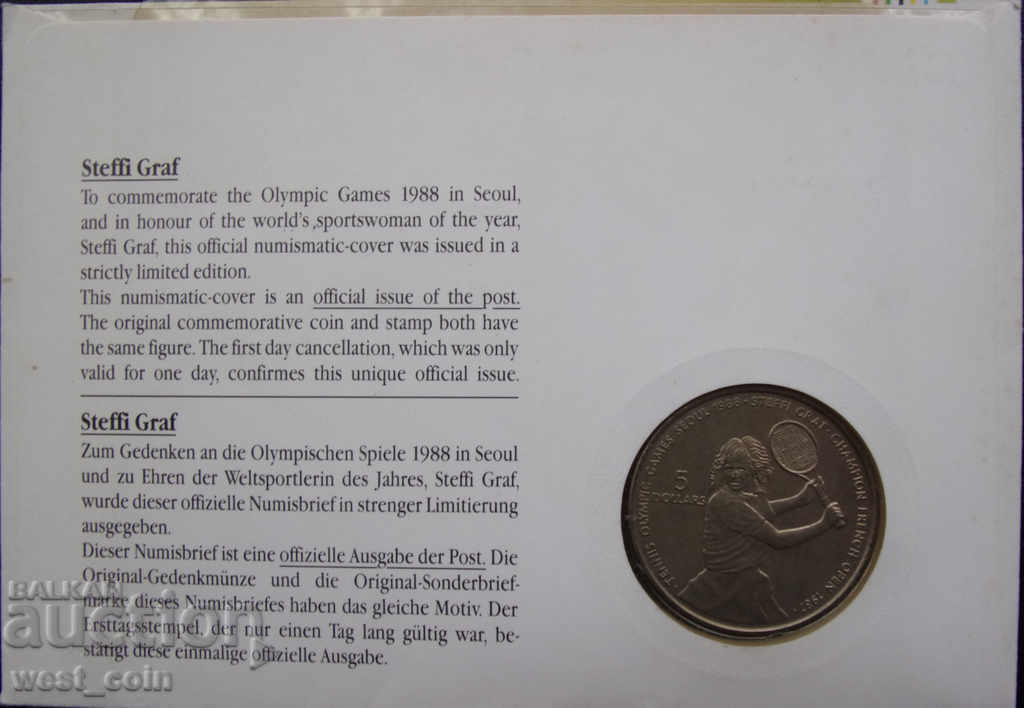 Steffi Graf
To commemorate the Olympic Games 1988 in Seoul,
and in honour of the world's sportswoman of the year,
Steffi Graf, this official numismatic-cover was issued in a
strictly limited edition.
This numismatic-cover is an official issue of the post.
The original commemorative coin and stamp both have
the same figure. The first day cancellation, which was only
valid for one day, confirmes this unique official issue.
Steffi Graf
Zum Gedenken an die Olympischen Spiele 1988 in Seoul
und zu Ehren der Weltsportlerin des Jahres, Steffi Graf,
wurde dieser offizielle Numisbrief in strenger Limitierung
ausgegeben.
Dieser Numisbrief ist eine offizielle Ausgabe der Post. Die
Original-Gedenkmünze und die Original-Sonderbrief-
marke dieses Numisbriefes haben das gleiche Motiv. Der
Ersttagsstempel, der nur einen Tag lang gültig war, be-
stätigt diese einmalige offizielle Ausgabe.
TENNIS OLYMPIC GAMES SEOUL 1988 · STEFFI GRAF · CHAMPION FRENCH OPEN 1987 ·
5
DOLLARS
BALKAN
auction
west_coin